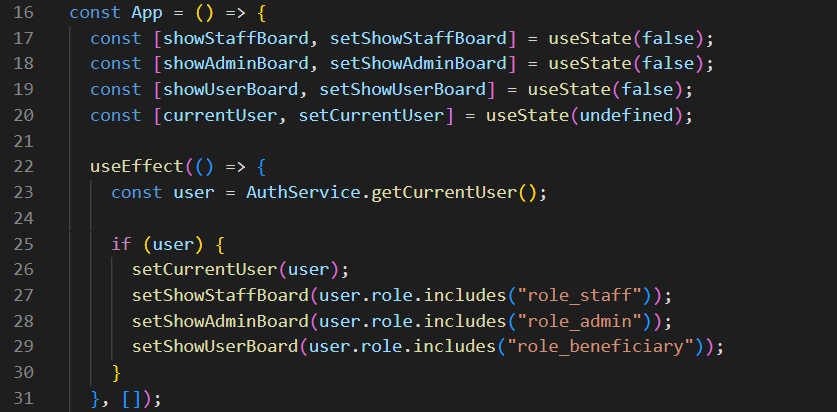 16 const App = () => {
17 const [showStaffBoard, setShowStaffBoard] = useState(false);
18 const [showAdminBoard, setShowAdminBoard] = useState(false);
19 const [showUserBoard, setShowUserBoard] = useState(false);
20 const [currentUser, setCurrentUser] = useState(undefined);
21
22 useEffect(() => {
23 const user = AuthService.getCurrentUser();
24
25 if (user) {
26 setCurrentUser(user);
27 setShowStaffBoard(user.role.includes("role_staff"));
28 setShowAdminBoard(user.role.includes("role_admin"));
29 setShowUserBoard(user.role.includes("role_beneficiary"));
30 }
31 }, []);